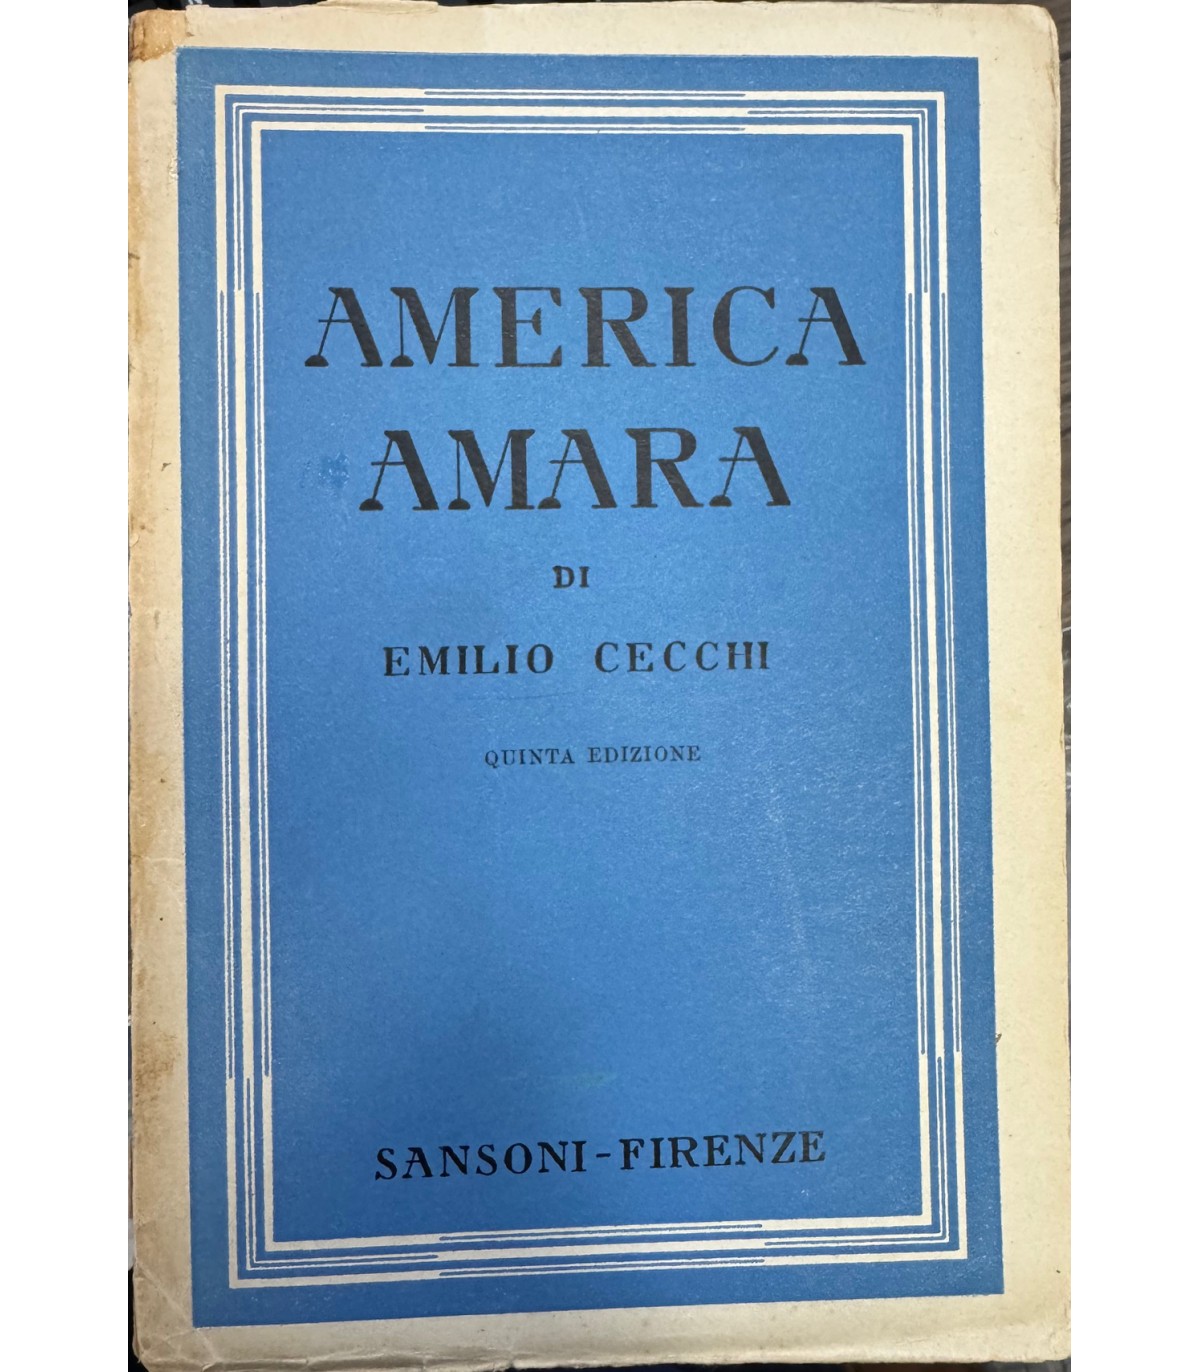 AMERICA
AMARA
DI
EMILIO CECCHI
QUINTA EDIZIONE
SANSONI-FIRENZE